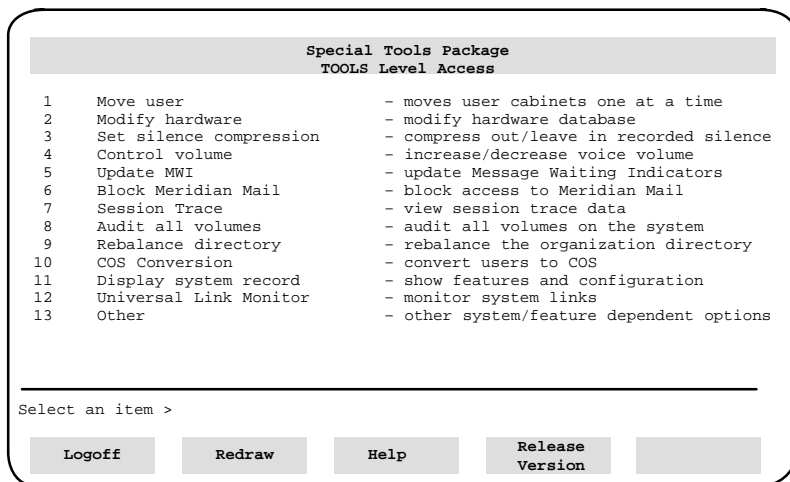 Special Tools Package
TOOLS Level Access
1 Move user – moves user cabinets one at a time
2 Modify hardware – modify hardware database
3 Set silence compression – compress out/leave in recorded silence
4 Control volume – increase/decrease voice volume
5 Update MWI – update Message Waiting Indicators
6 Block Meridian Mail – block access to Meridian Mail
7 Session Trace – view session trace data
8 Audit all volumes – audit all volumes on the system
9 Rebalance directory – rebalance the organization directory
10 COS Conversion – convert users to COS
11 Display system record – show features and configuration
12 Universal Link Monitor – monitor system links
13 Other – other system/feature dependent options
Select an item >
Logoff Redraw Help Release
Version